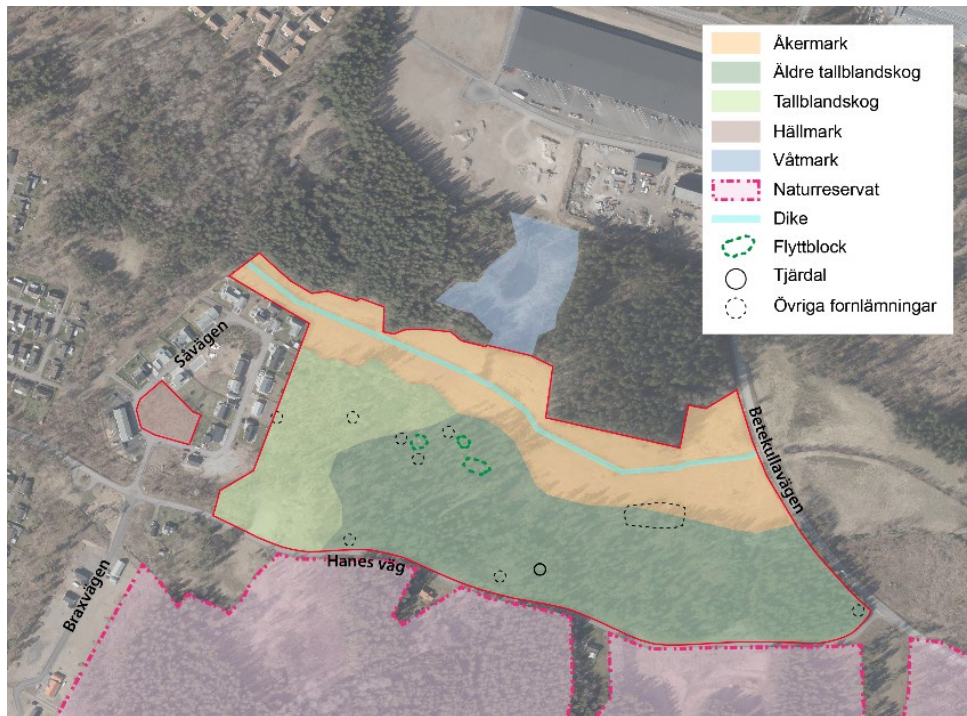 Åkermark
Äldre tallblandskog
Tallblandskog
Hällmark
Våtmark
Naturreservat
Dike
Flyttblock
Tjärdal
Övriga fornlämningar
Såvägen
Betekullavägen
Hanes väg
Braxvägen